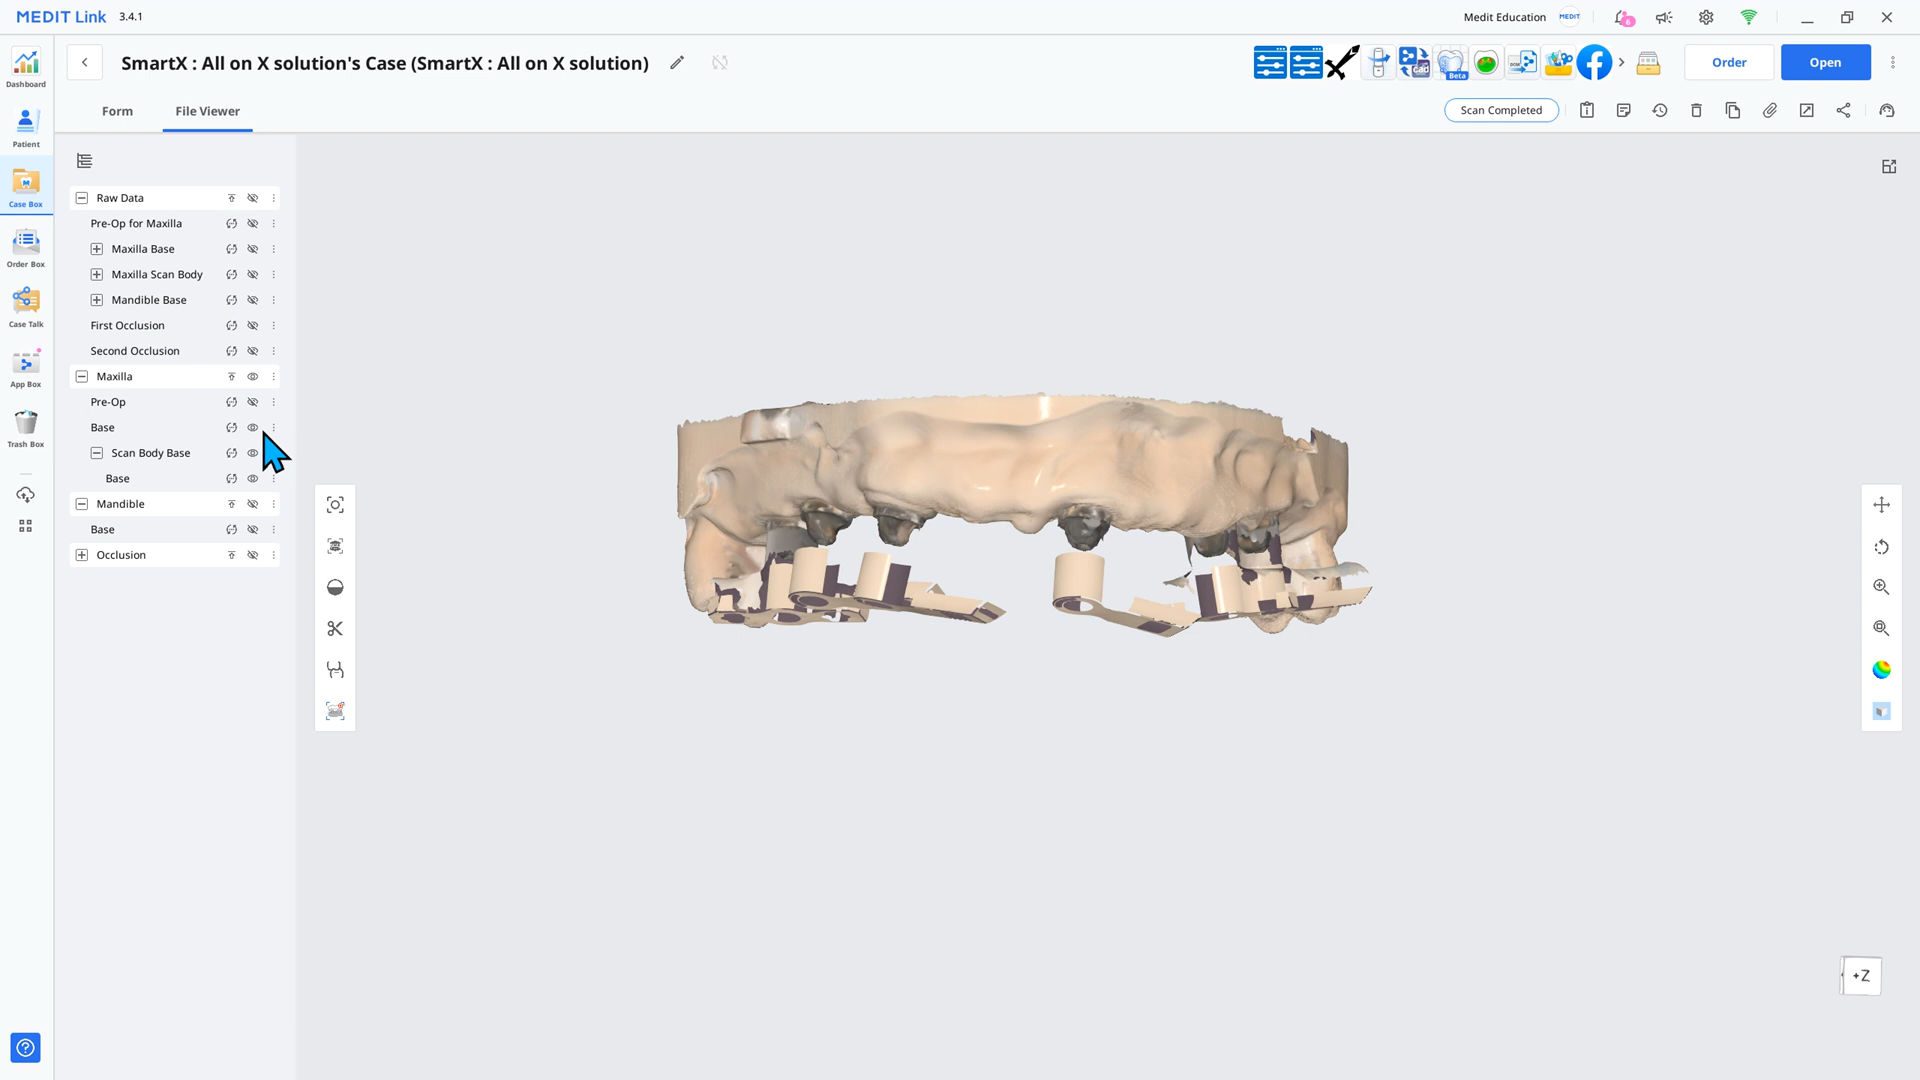 MEDIT Link 3.4.1
Medit Education MEDIT 6
Dashboard
SmartX : All on X solution's Case (SmartX : All on X solution)
Beta
Order
Open
Patient
Form
File Viewer
Scan Completed
Case Box
Raw Data
Pre-Op for Maxilla
Maxilla Base
Maxilla Scan Body
Mandible Base
First Occlusion
Second Occlusion
Maxilla
Pre-Op
Base
Scan Body Base
Base
Mandible
Base
Occlusion
Order Box
Case Talk
App Box
Trash Box
+Z